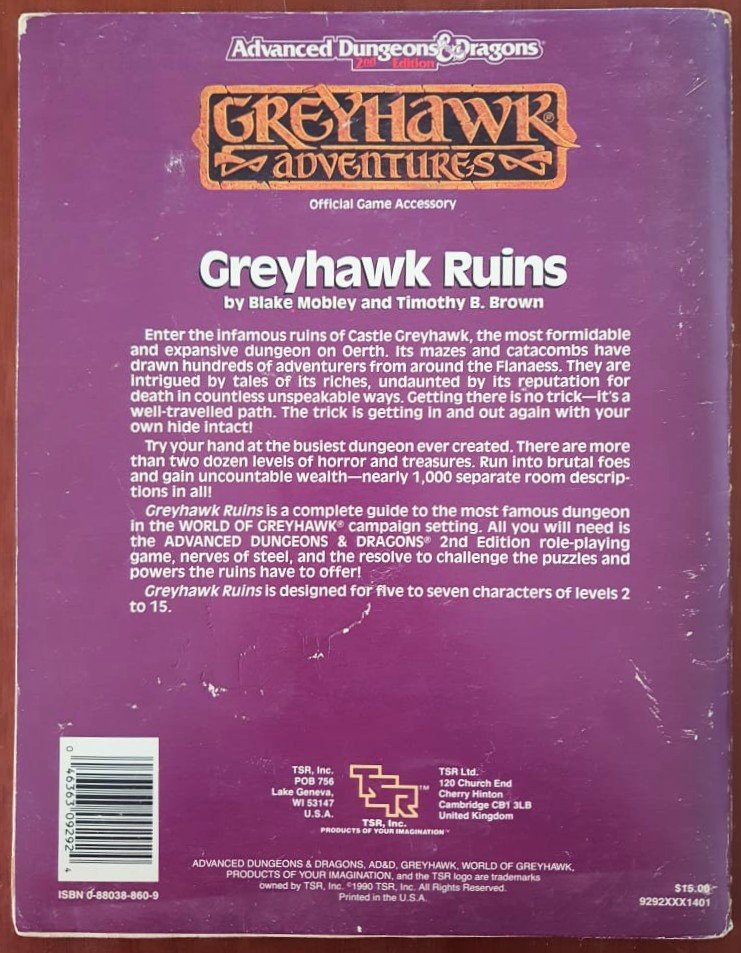 Advanced Dungeons & Dragons®
2nd Edition
GREYHAWK®
ADVENTURES
Official Game Accessory
Greyhawk Ruins
by Blake Mobley and Timothy B. Brown
Enter the infamous ruins of Castle Greyhawk, the most formidable
and expansive dungeon on Oerth. Its mazes and catacombs have
drawn hundreds of adventurers from around the Flanaess. They are
intrigued by tales of its riches, undaunted by its reputation for
death in countless unspeakable ways. Getting there is no trick—it's a
well-travelled path. The trick is getting in and out again with your
own hide intact!
Try your hand at the busiest dungeon ever created. There are more
than two dozen levels of horror and treasures. Run into brutal foes
and gain uncountable wealth—nearly 1,000 separate room descrip-
tions in all!
Greyhawk Ruins is a complete guide to the most famous dungeon
in the WORLD OF GREYHAWK® campaign setting. All you will need is
the ADVANCED DUNGEONS & DRAGONS® 2nd Edition role-playing
game, nerves of steel, and the resolve to challenge the puzzles and
powers the ruins have to offer!
Greyhawk Ruins is designed for five to seven characters of levels 2
to 15.
0 46363 09292 4
ISBN 0-88038-860-9
TSR, Inc.
POB 756
Lake Geneva,
WI 53147
U.S.A.
TSR™
TSR, Inc.
PRODUCTS OF YOUR IMAGINATION™
TSR Ltd.
120 Church End
Cherry Hinton
Cambridge CB1 3LB
United Kingdom
ADVANCED DUNGEONS & DRAGONS, AD&D, GREYHAWK, WORLD OF GREYHAWK,
PRODUCTS OF YOUR IMAGINATION, and the TSR logo are trademarks
owned by TSR, Inc. ©1990 TSR, Inc. All Rights Reserved.
Printed in the U.S.A.
$15.00
9292XXX1401